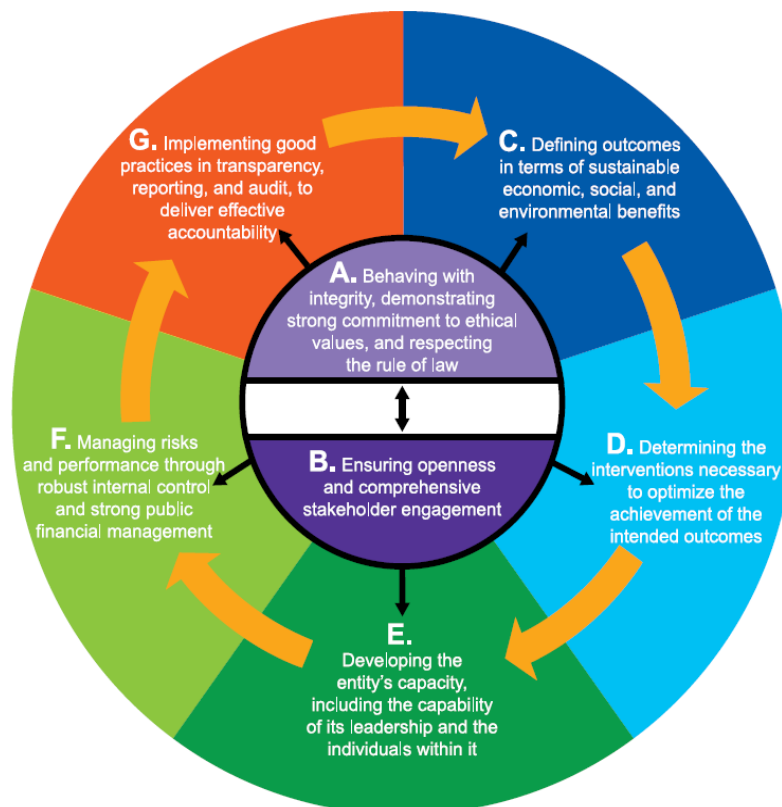 A. Behaving with
integrity, demonstrating
strong commitment to ethical
values, and respecting
the rule of law
B. Ensuring openness
and comprehensive
stakeholder engagement
C. Defining outcomes
in terms of sustainable
economic, social, and
environmental benefits
D. Determining the
interventions necessary
to optimize the
achievement of the
intended outcomes
E.
Developing the
entity's capacity,
including the capability
of its leadership and the
individuals within it
F. Managing risks
and performance through
robust internal control
and strong public
financial management
G. Implementing good
practices in transparency,
reporting, and audit, to
deliver effective
accountability